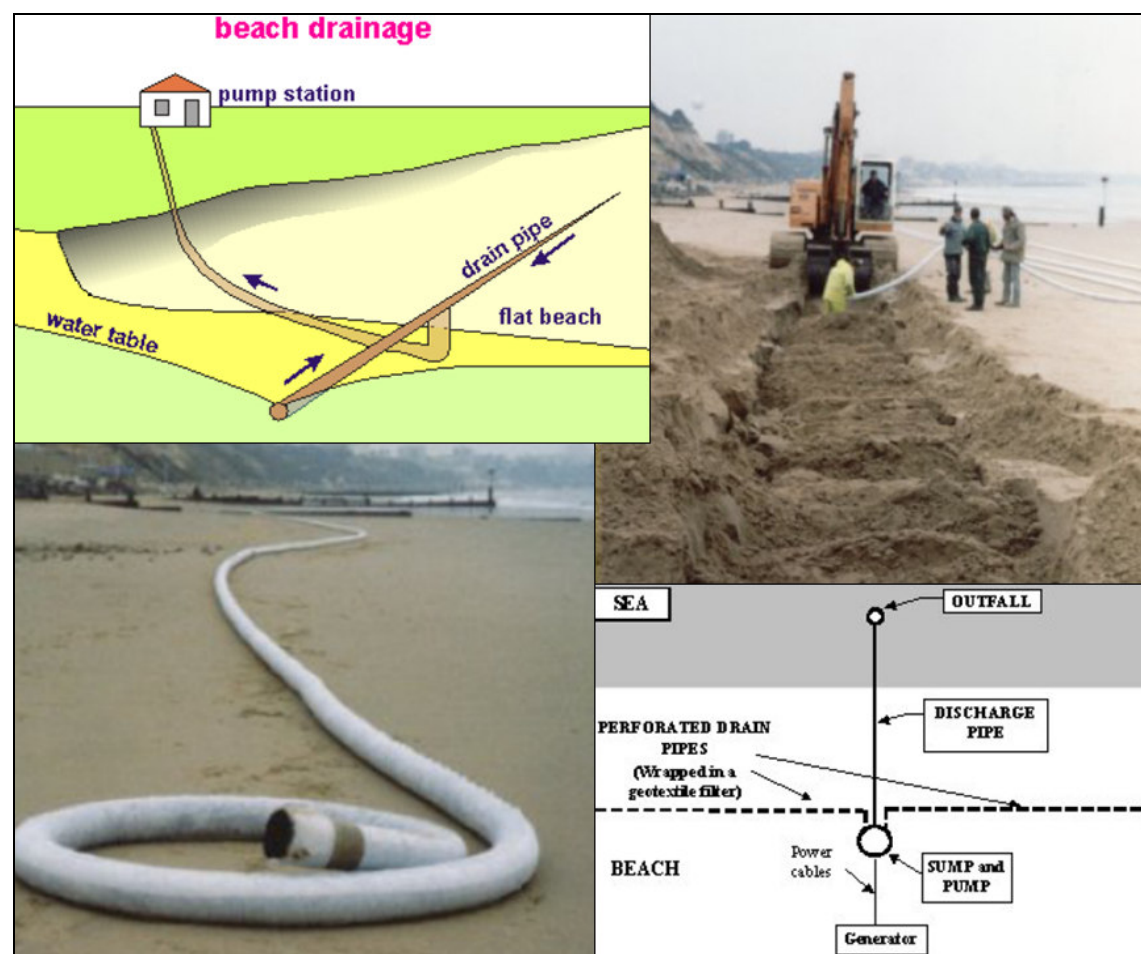 beach drainage
pump station
drain pipe
flat beach
water table
SEA
OUTFALL
DISCHARGE
PIPE
PERFORATED DRAIN
PIPES
(Wrapped in a
geotextile filter)
Power
cables
BEACH
SUMP and
PUMP
Generator